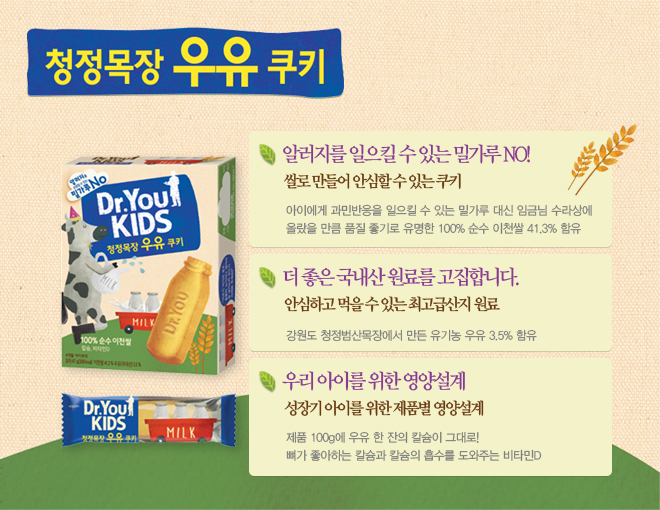 청정목장 우유 쿠키
알러지를 일으킬 수 있는 밀가루 NO!
쌀로 만들어 안심할 수 있는 쿠키
아이에게 과민반응을 일으킬 수 있는 밀가루 대신 임금님 수라상에
올랐을 만큼 품질 좋기로 유명한 100% 순수 이천쌀 41.3% 함유
더 좋은 국내산 원료를 고집합니다.
안심하고 먹을 수 있는 최고급산지 원료
강원도 청정범산목장에서 만든 유기농 우유 3.5% 함유
우리 아이를 위한 영양설계
성장기 아이를 위한 제품별 영양설계
제품 100g에 우유 한 잔의 칼슘이 그대로!
뼈가 좋아하는 칼슘과 칼슘의 흡수를 도와주는 비타민D
밀가루 No
Dr.You
KIDS
청정목장 우유 쿠키
Dr.You
MILK
100% 순수 이천쌀
칼슘, 비타민D
Dr.You
KIDS
청정목장 우유 쿠키
MILK